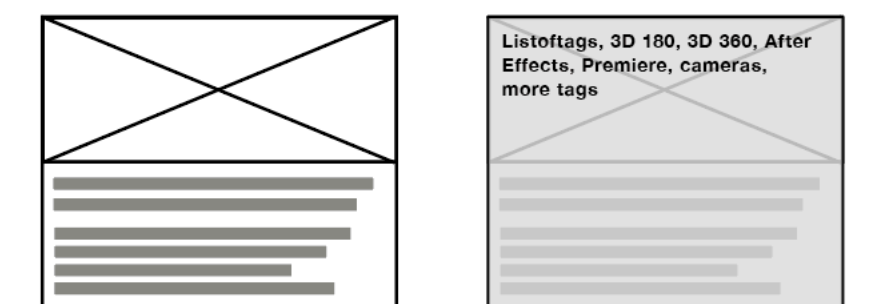 Listoftags, 3D 180, 3D 360, After
Effects, Premiere, cameras,
more tags